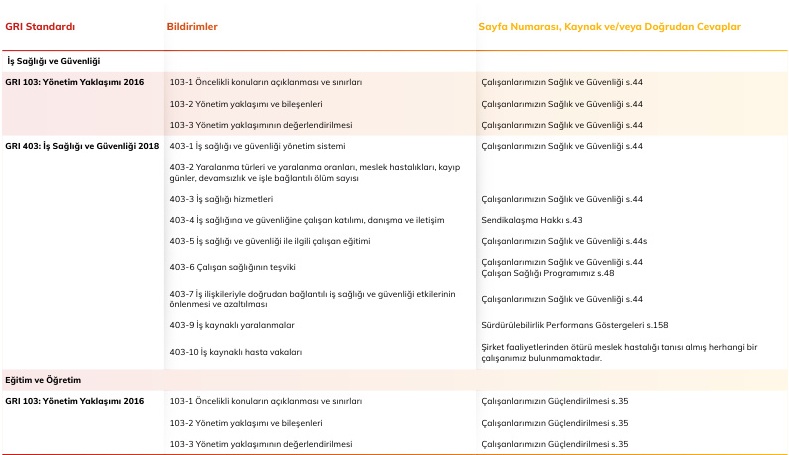 GRI Standardı Bildirimler Sayfa Numarası, Kaynak ve/veya Doğrudan Cevaplar
İş Sağlığı ve Güvenliği
GRI 103: Yönetim Yaklaşımı 2016 103-1 Öncelikli konuların açıklanması ve sınırları Çalışanlarımızın Sağlık ve Güvenliği s.44
103-2 Yönetim yaklaşımı ve bileşenleri Çalışanlarımızın Sağlık ve Güvenliği s.44
103-3 Yönetim yaklaşımının değerlendirilmesi Çalışanlarımızın Sağlık ve Güvenliği s.44
GRI 403: İş Sağlığı ve Güvenliği 2018 403-1 İş sağlığı ve güvenliği yönetim sistemi Çalışanlarımızın Sağlık ve Güvenliği s.44
403-2 Yaralanma türleri ve yaralanma oranları, meslek hastalıkları, kayıp
günler, devamsızlık ve işle bağlantılı ölüm sayısı
403-3 İş sağlığı hizmetleri Çalışanlarımızın Sağlık ve Güvenliği s.44
403-4 İş sağlığına ve güvenliğine çalışan katılımı, danışma ve iletişim Sendikalaşma Hakkı s.43
403-5 İş sağlığı ve güvenliği ile ilgili çalışan eğitimi Çalışanlarımızın Sağlık ve Güvenliği s.44s
403-6 Çalışan sağlığının teşviki Çalışanlarımızın Sağlık ve Güvenliği s.44
Çalışan Sağlığı Programımız s.48
403-7 İş ilişkileriyle doğrudan bağlantılı iş sağlığı ve güvenliği etkilerinin
önlenmesi ve azaltılması Çalışanlarımızın Sağlık ve Güvenliği s.44
403-9 İş kaynaklı yaralanmalar Sürdürülebilirlik Performans Göstergeleri s.158
403-10 İş kaynaklı hasta vakaları Şirket faaliyetlerinden ötürü meslek hastalığı tanısı almış herhangi bir
çalışanımız bulunmamaktadır.
Eğitim ve Öğretim
GRI 103: Yönetim Yaklaşımı 2016 103-1 Öncelikli konuların açıklanması ve sınırları Çalışanlarımızın Güçlendirilmesi s.35
103-2 Yönetim yaklaşımı ve bileşenleri Çalışanlarımızın Güçlendirilmesi s.35
103-3 Yönetim yaklaşımının değerlendirilmesi Çalışanlarımızın Güçlendirilmesi s.35